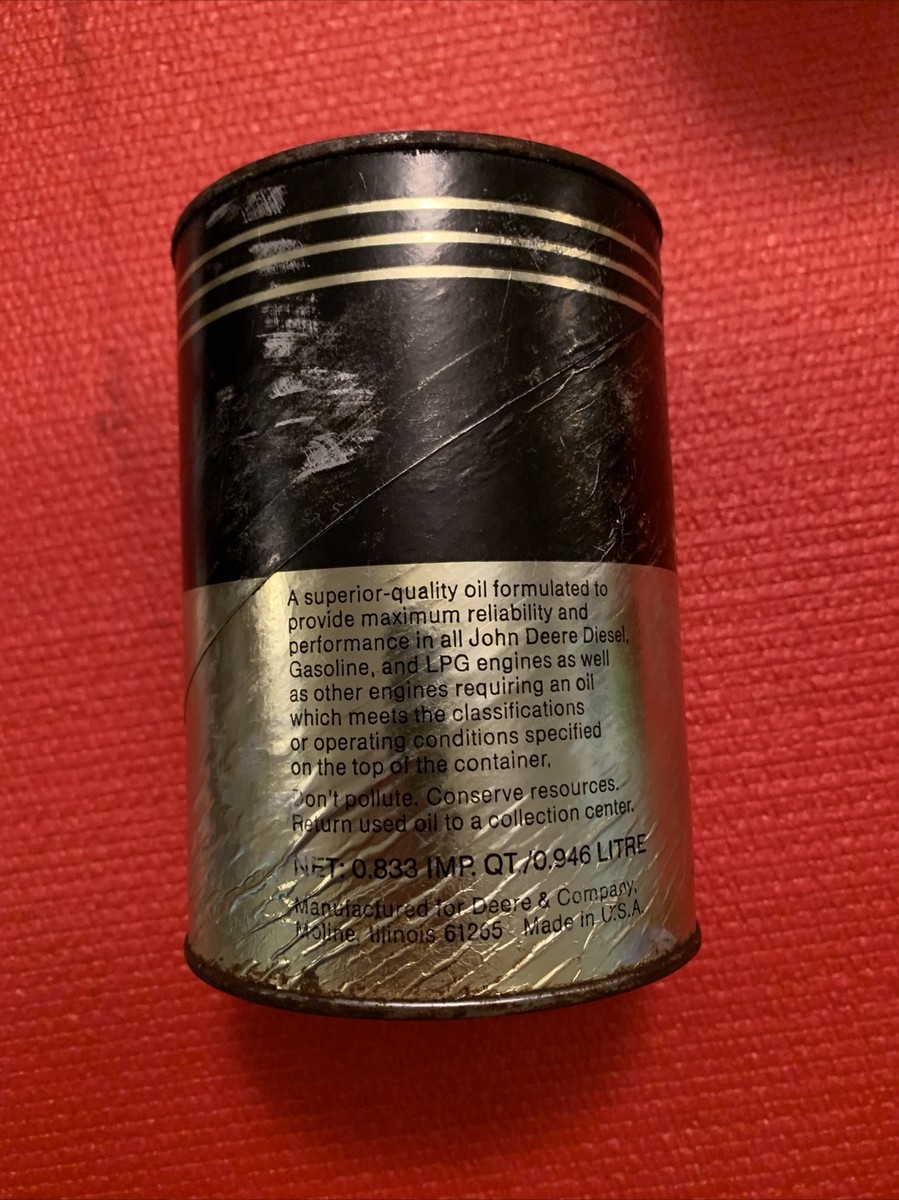 A superior-quality oil formulated to
provide maximum reliability and
performance in all John Deere Diesel,
Gasoline, and LPG engines as well
as other engines requiring an oil
which meets the classifications
or operating conditions specified
on the top of the container.
Don't pollute. Conserve resources.
Return used oil to a collection center.
NET: 0.833 IMP. QT./0.946 LITRE
Manufactured for Deere & Company,
Moline, Illinois 61265 Made in U.S.A.